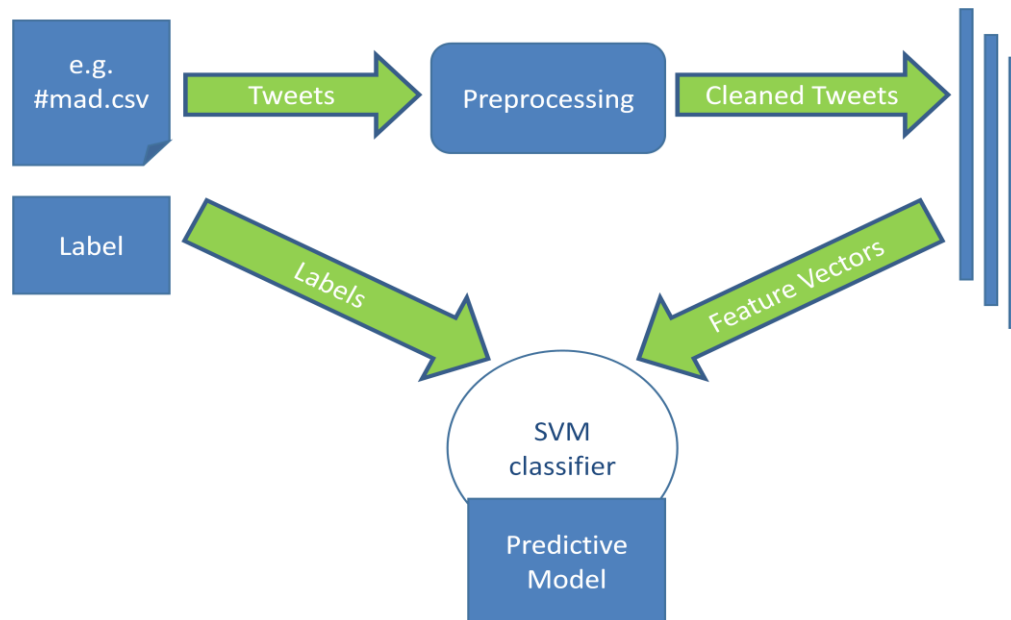 e.g.
#mad.csv
Tweets
Preprocessing
Cleaned Tweets
Label
Labels
Feature Vectors
SVM
classifier
Predictive
Model